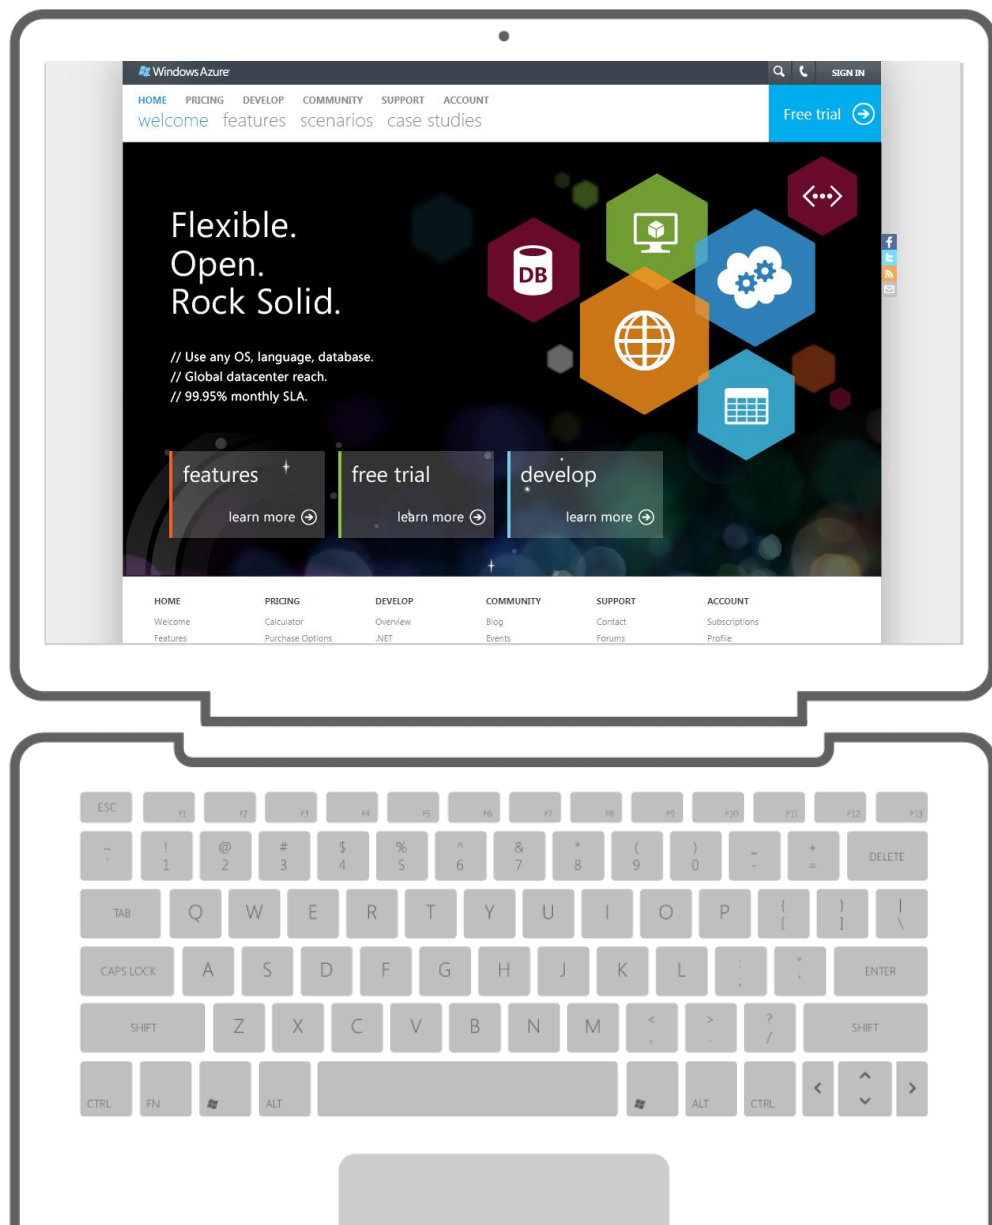 Windows Azure
SIGN IN
HOME PRICING DEVELOP COMMUNITY SUPPORT ACCOUNT
welcome features scenarios case studies
Free trial
Flexible.
Open.
Rock Solid.
DB
// Use any OS, language, database.
// Global datacenter reach.
// 99.95% monthly SLA.
features free trial develop
learn more learn more learn more
HOME PRICING DEVELOP COMMUNITY SUPPORT ACCOUNT
Welcome Calculator Overview Blog Contact Subscriptions
Features Purchase Options .NET Events Forums Profile
ESC F1 F2 F3 F4 F5 F6 F7 F8 F9 F10 F11 F12 F13
~ ! @ # $ % ^ & * ( ) _ +
` 1 2 3 4 5 6 7 8 9 0 - = DELETE
TAB Q W E R T Y U I O P { } |
[ ] \
CAPS LOCK A S D F G H J K L : " ENTER
; '
SHIFT Z X C V B N M < > ? SHIFT
, . /
CTRL FN ALT ALT CTRL